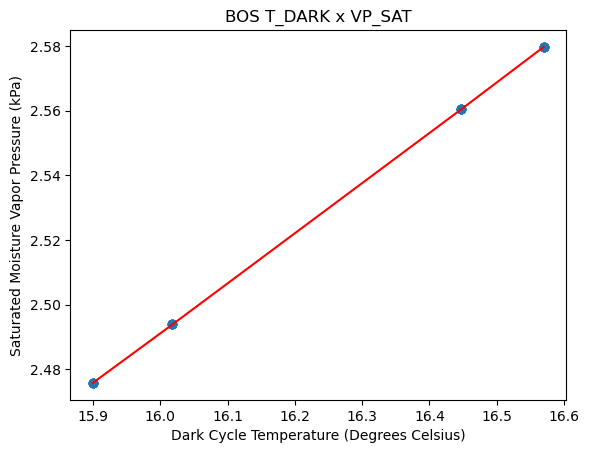 BOS T_DARK x VP_SAT
Saturated Moisture Vapor Pressure (kPa)
2.58
2.56
2.54
2.52
2.50
2.48
15.9 16.0 16.1 16.2 16.3 16.4 16.5 16.6
Dark Cycle Temperature (Degrees Celsius)